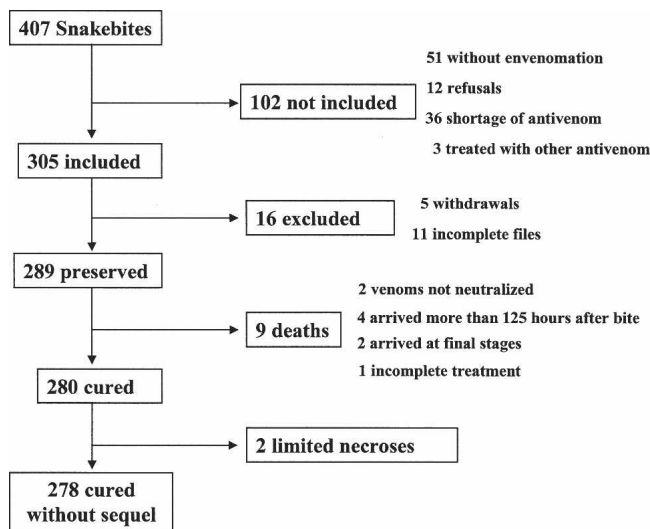 407 Snakebites
51 without envenomation
12 refusals
102 not included
36 shortage of antivenom
3 treated with other antivenom
305 included
5 withdrawals
16 excluded
11 incomplete files
289 preserved
2 venoms not neutralized
4 arrived more than 125 hours after bite
9 deaths
2 arrived at final stages
1 incomplete treatment
280 cured
2 limited necroses
278 cured
without sequel